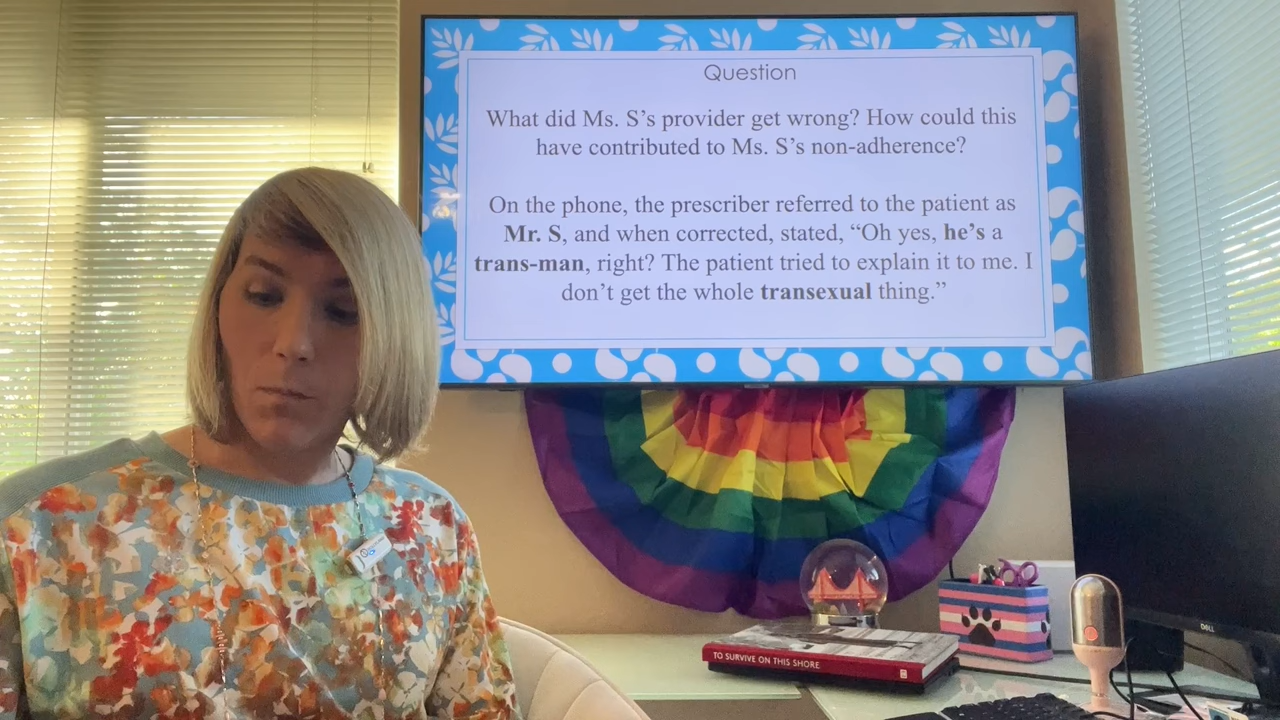 Question
What did Ms. S’s provider get wrong? How could this
have contributed to Ms. S’s non-adherence?
On the phone, the prescriber referred to the patient as
Mr. S, and when corrected, stated, “Oh yes, he’s a
trans-man, right? The patient tried to explain it to me. I
don’t get the whole transexual thing.”
TO SURVIVE ON THIS SHORE
DELL